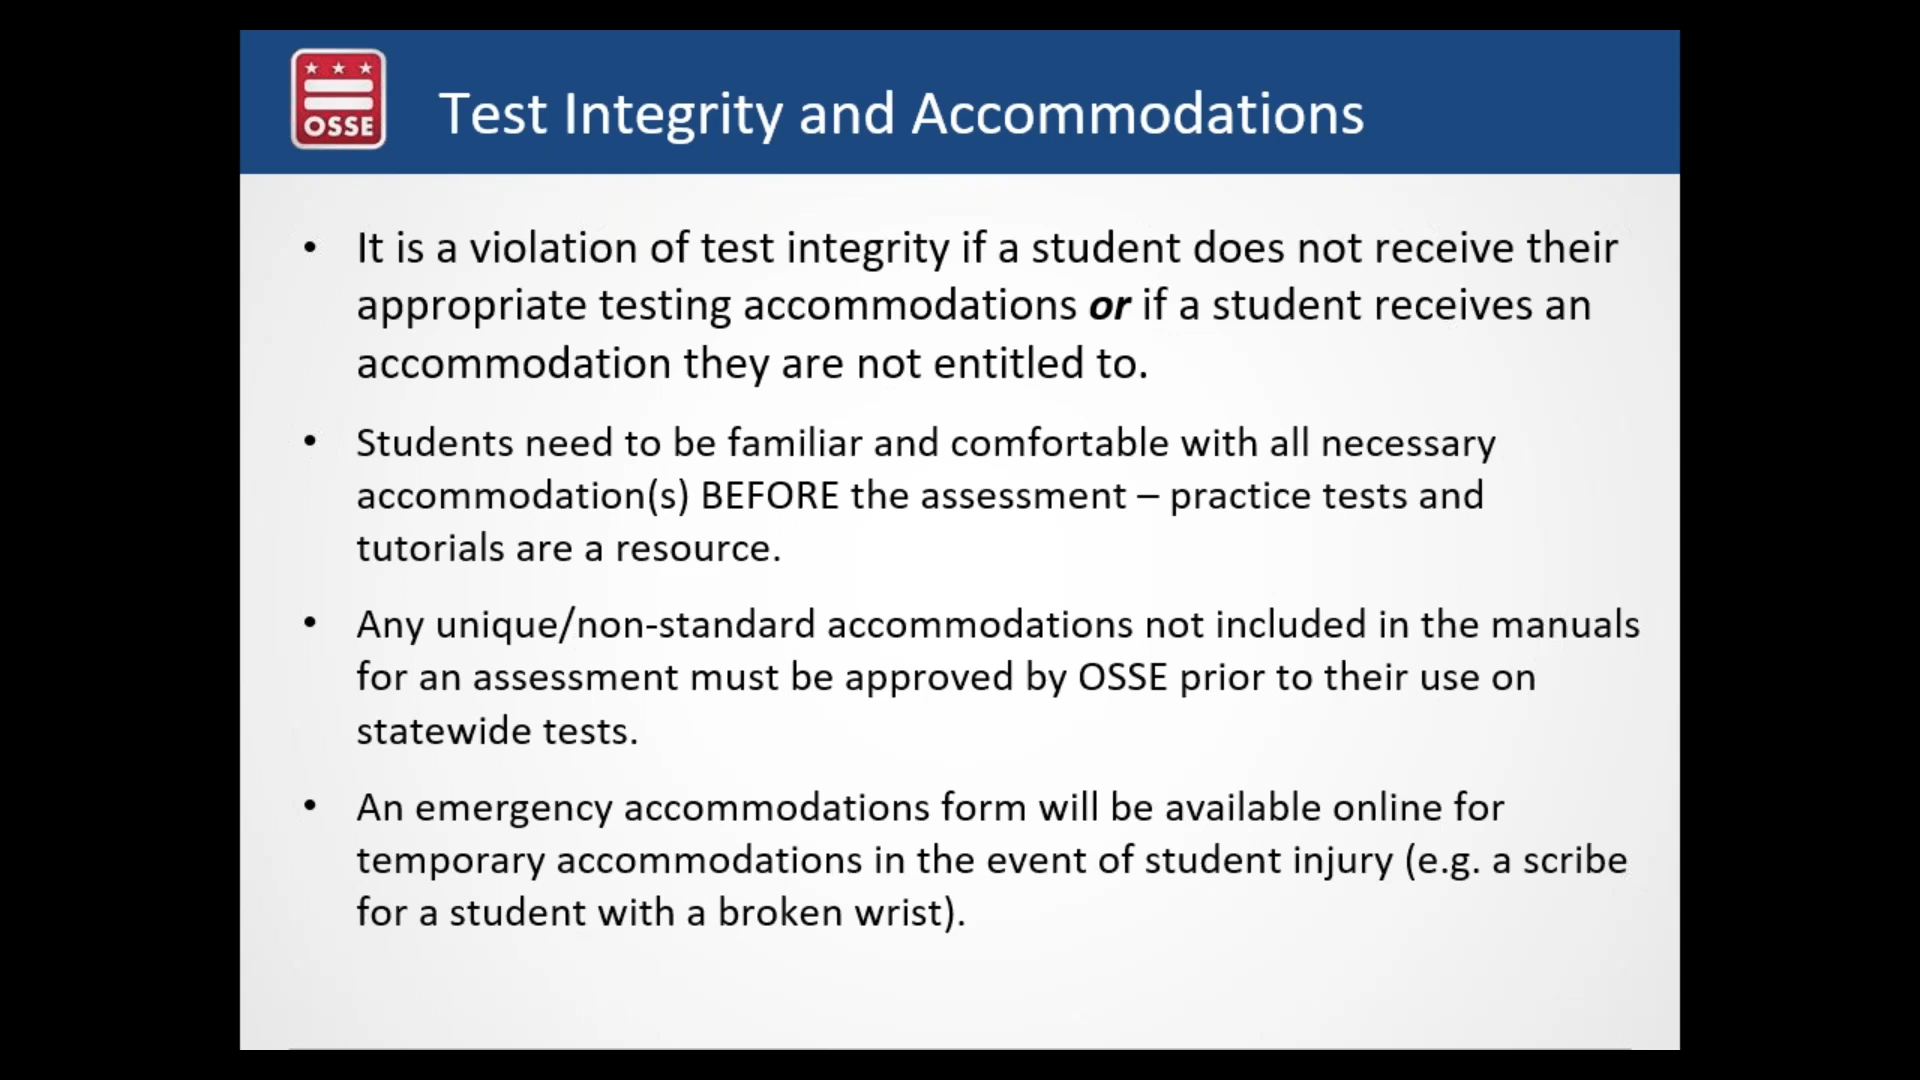 OSSE
Test Integrity and Accommodations
• It is a violation of test integrity if a student does not receive their
appropriate testing accommodations or if a student receives an
accommodation they are not entitled to.
• Students need to be familiar and comfortable with all necessary
accommodation(s) BEFORE the assessment – practice tests and
tutorials are a resource.
• Any unique/non-standard accommodations not included in the manuals
for an assessment must be approved by OSSE prior to their use on
statewide tests.
• An emergency accommodations form will be available online for
temporary accommodations in the event of student injury (e.g. a scribe
for a student with a broken wrist).